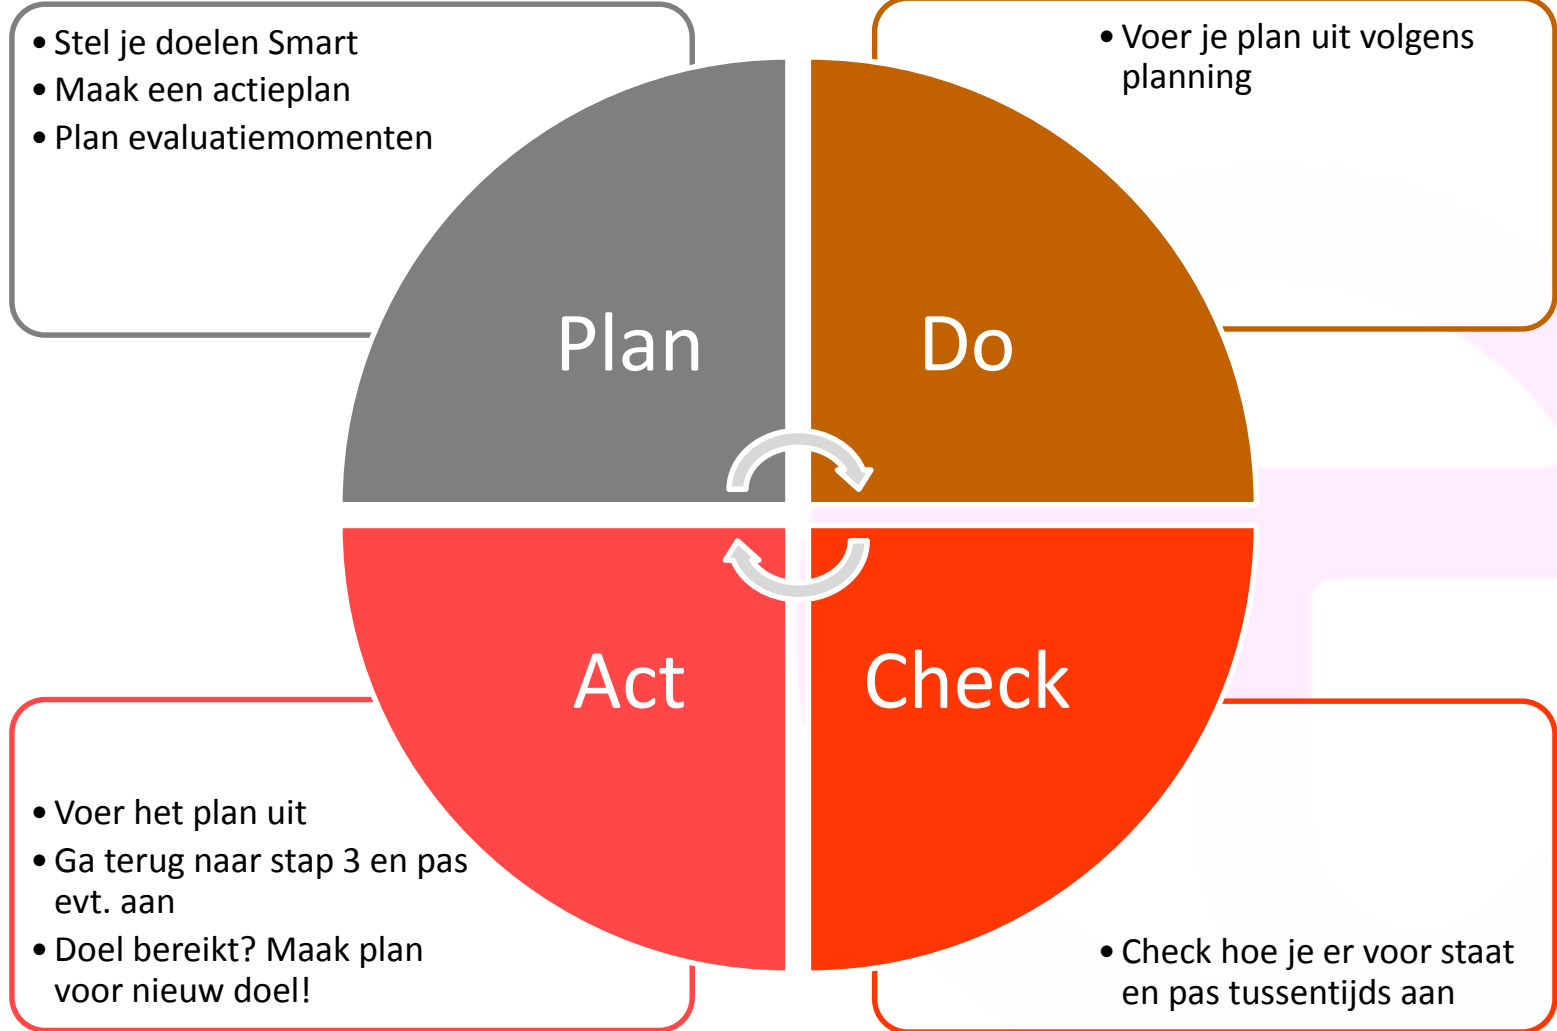 • Stel je doelen Smart
• Maak een actieplan
• Plan evaluatiemomenten
• Voer je plan uit volgens
planning
Plan
Do
Act
Check
• Voer het plan uit
• Ga terug naar stap 3 en pas
evt. aan
• Doel bereikt? Maak plan
voor nieuw doel!
• Check hoe je er voor staat
en pas tussentijds aan